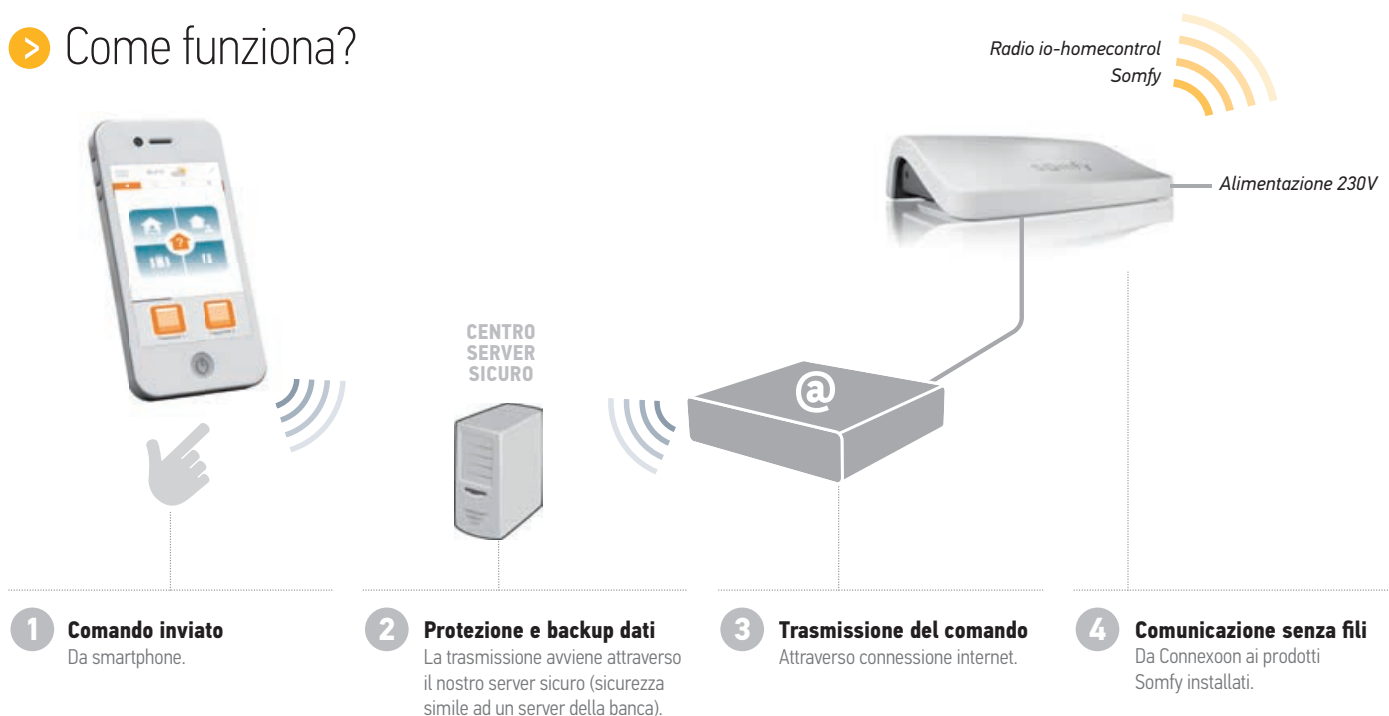 Come funziona?
Radio io-homecontrol
Somfy
somfy
Alimentazione 230V
CENTRO
SERVER
SICURO
@
1 Comando inviato
Da smartphone.
2 Protezione e backup dati
La trasmissione avviene attraverso
il nostro server sicuro (sicurezza
simile ad un server della banca).
3 Trasmissione del comando
Attraverso connessione internet.
4 Comunicazione senza fili
Da Connexoon ai prodotti
Somfy installati.